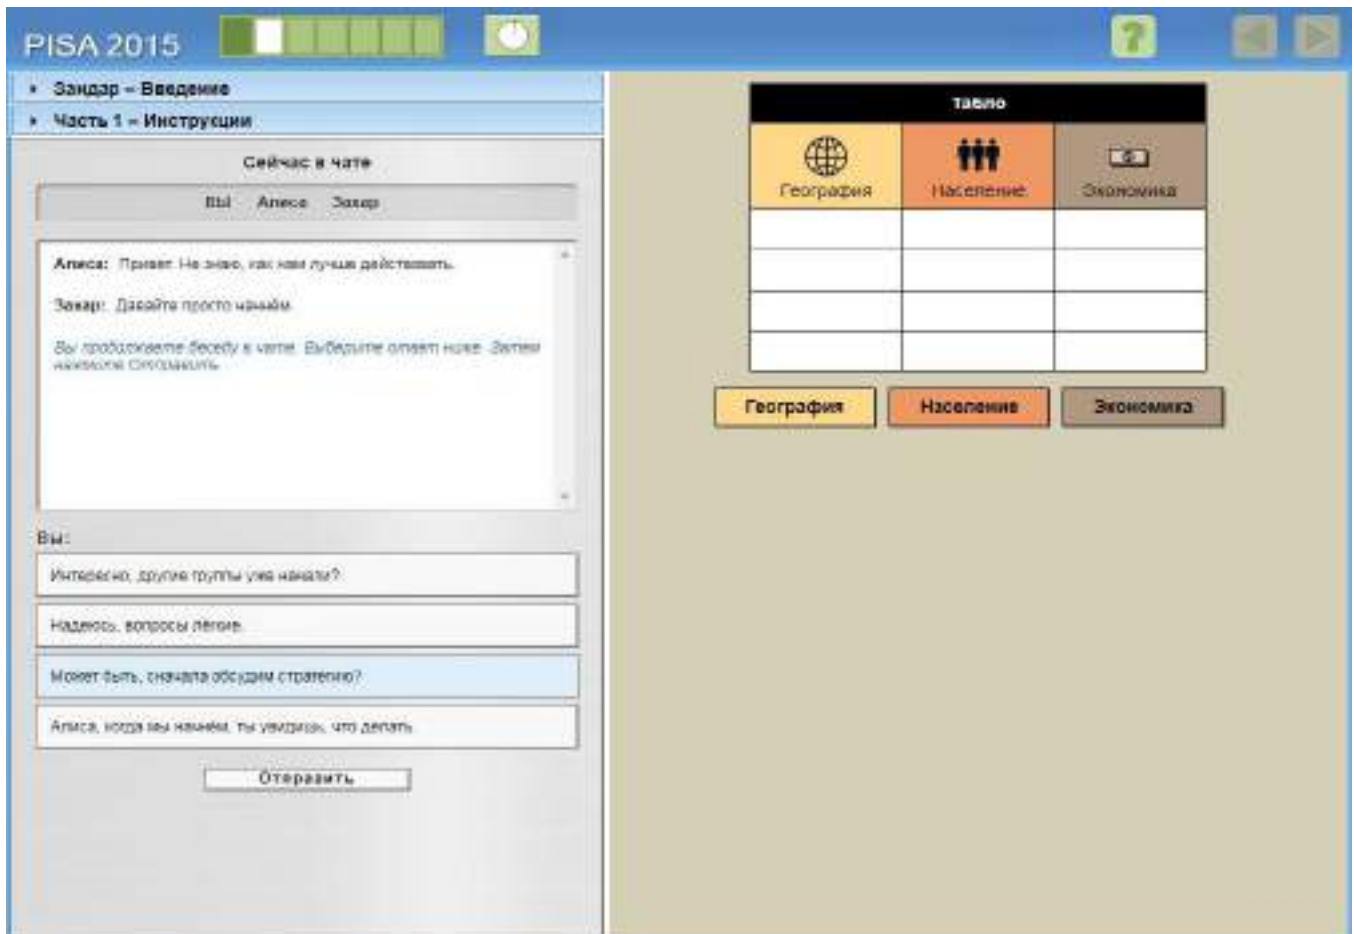 PISA 2015
?
Зандар – Введение
Часть 1 – Инструкции
Сейчас в чате
ВЫ Алиса Захар
Алиса: Привет. Не знаю, как нам лучше действовать.
Захар: Давайте просто начнём.
Вы продолжаете беседу в чате. Выберите ответ ниже. Затем
нажмите Отправить.
Вы:
Интересно, другие группы уже начали?
Надеюсь, вопросы лёгкие.
Может быть, сначала обсудим стратегию?
Алиса, когда мы начнём, ты увидишь, что делать.
Отправить
Табло
География Население Экономика
География Население Экономика